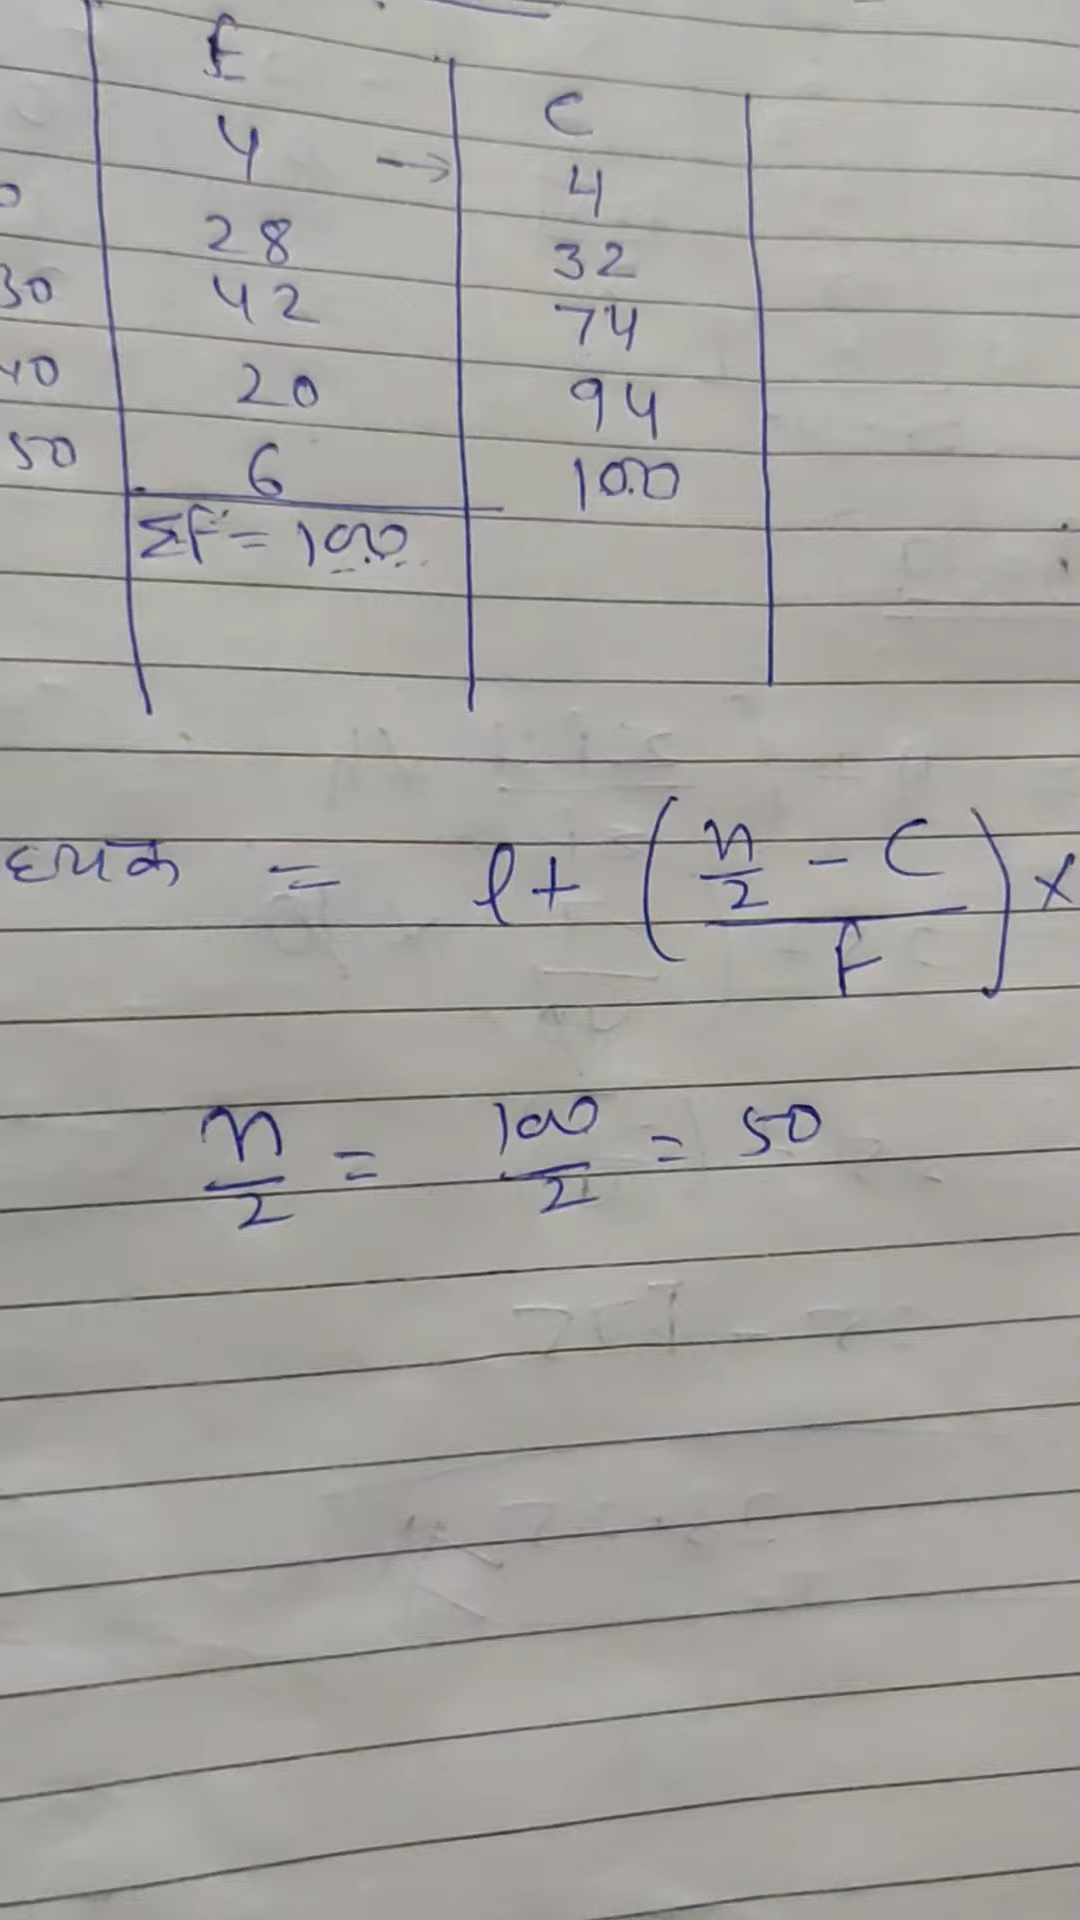 f C
4 → 4
0 28 32
30 42 74
40 20 94
50 6 100
Σf = 100
ध्यक = l + ( n/2 - C / f ) ×
n/2 = 100/2 = 50